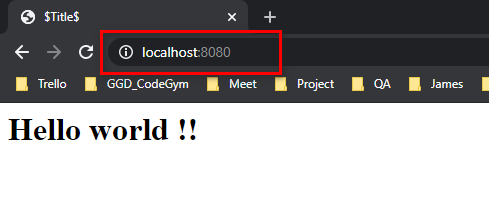 $Title$
localhost:8080
Trello GGD_CodeGym Meet Project QA James
Hello world !!